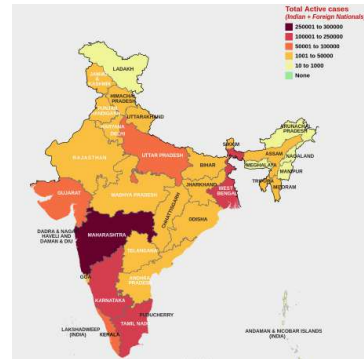 Total Active cases
(Indian + Foreign Nationals)
250001 to 300000
100001 to 250000
50001 to 100000
1001 to 50000
10 to 1000
None
LADAKH
HIMACHAL
PRADESH
UTTARAKHAND
DELHI
ARUNACHAL
PRADESH
SIKKIM
RAJASTHAN
UTTAR PRADESH
ASSAM
NAGALAND
BIHAR
MEGHALAYA
MANIPUR
GUJARAT
MADHYA PRADESH
JHARKHAND
WEST
BENGAL
TRIPURA
MIZORAM
CHHATTISGARH
ODISHA
DADRA & NAGAR
HAVELI AND
DAMAN & DIU
MAHARASHTRA
TELANGANA
GOA
ANDHRA
PRADESH
KARNATAKA
PUDUCHERRY
LAKSHADWEEP
(INDIA)
TAMIL NADU
KERALA
ANDAMAN & NICOBAR ISLANDS
(INDIA)